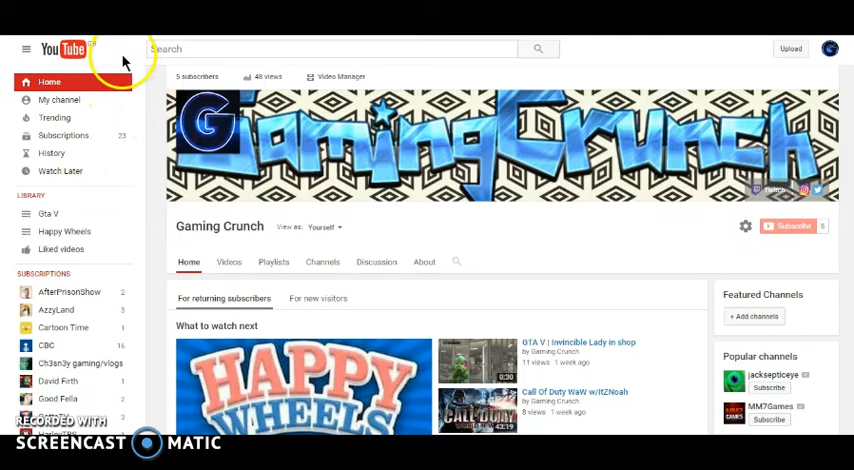 YouTube GB
Search
Upload
Home
My channel
Trending
Subscriptions 23
History
Watch Later
LIBRARY
Gta V
Happy Wheels
Liked videos
SUBSCRIPTIONS
AfterPrisonShow 2
AzzyLand 3
Cartoon Time 1
CBC 16
Ch3sn3y gaming/vlogs
David Firth 1
Good Fella 2
5 subscribers 48 views Video Manager
G
GamingCrunch
Twitch
Gaming Crunch View as: Yourself
Subscribe 5
Home Videos Playlists Channels Discussion About
For returning subscribers For new visitors
What to watch next
HAPPY
WHEELS
0:30
GTA V | Invincible Lady in shop
by Gaming Crunch
11 views 1 week ago
CALL OF DUTY
43:19
Call Of Duty WaW w/ItZNoah
by Gaming Crunch
8 views 1 week ago
Featured Channels
+ Add channels
Popular channels
jacksepticeye
Subscribe
MM7Games
Subscribe
RECORDED WITH
SCREENCAST MATIC